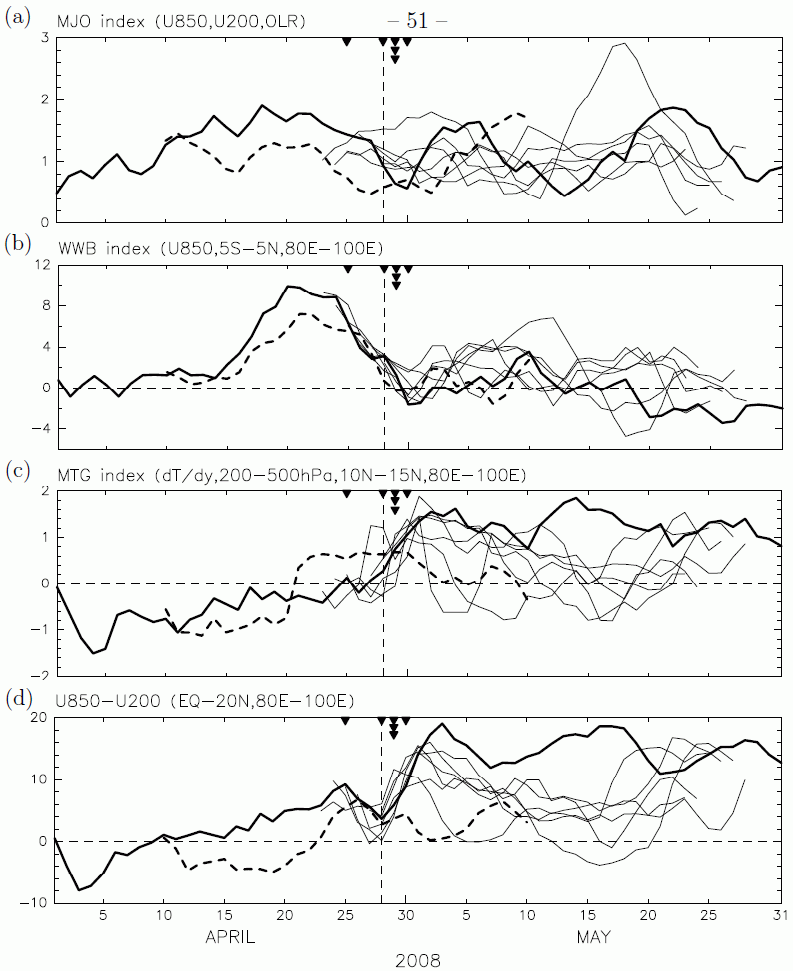 – 51 –
(a) MJO index (U850,U200,OLR)
3
2
1
0
(b) WWB index (U850,5S−5N,80E−100E)
12
8
4
0
−4
(c) MTG index (dT/dy,200−500hPa,10N−15N,80E−100E)
2
1
0
−1
−2
(d) U850−U200 (EQ−20N,80E−100E)
20
10
0
−10
5 10 15 20 25 30 5 10 15 20 25 31
APRIL MAY
2008